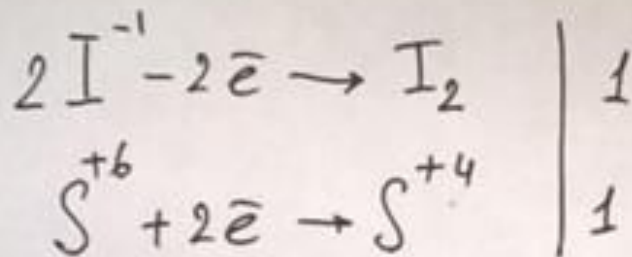 2I⁻¹ - 2ē → I₂ | 1
S⁺⁶ + 2ē → S⁺⁴ | 1